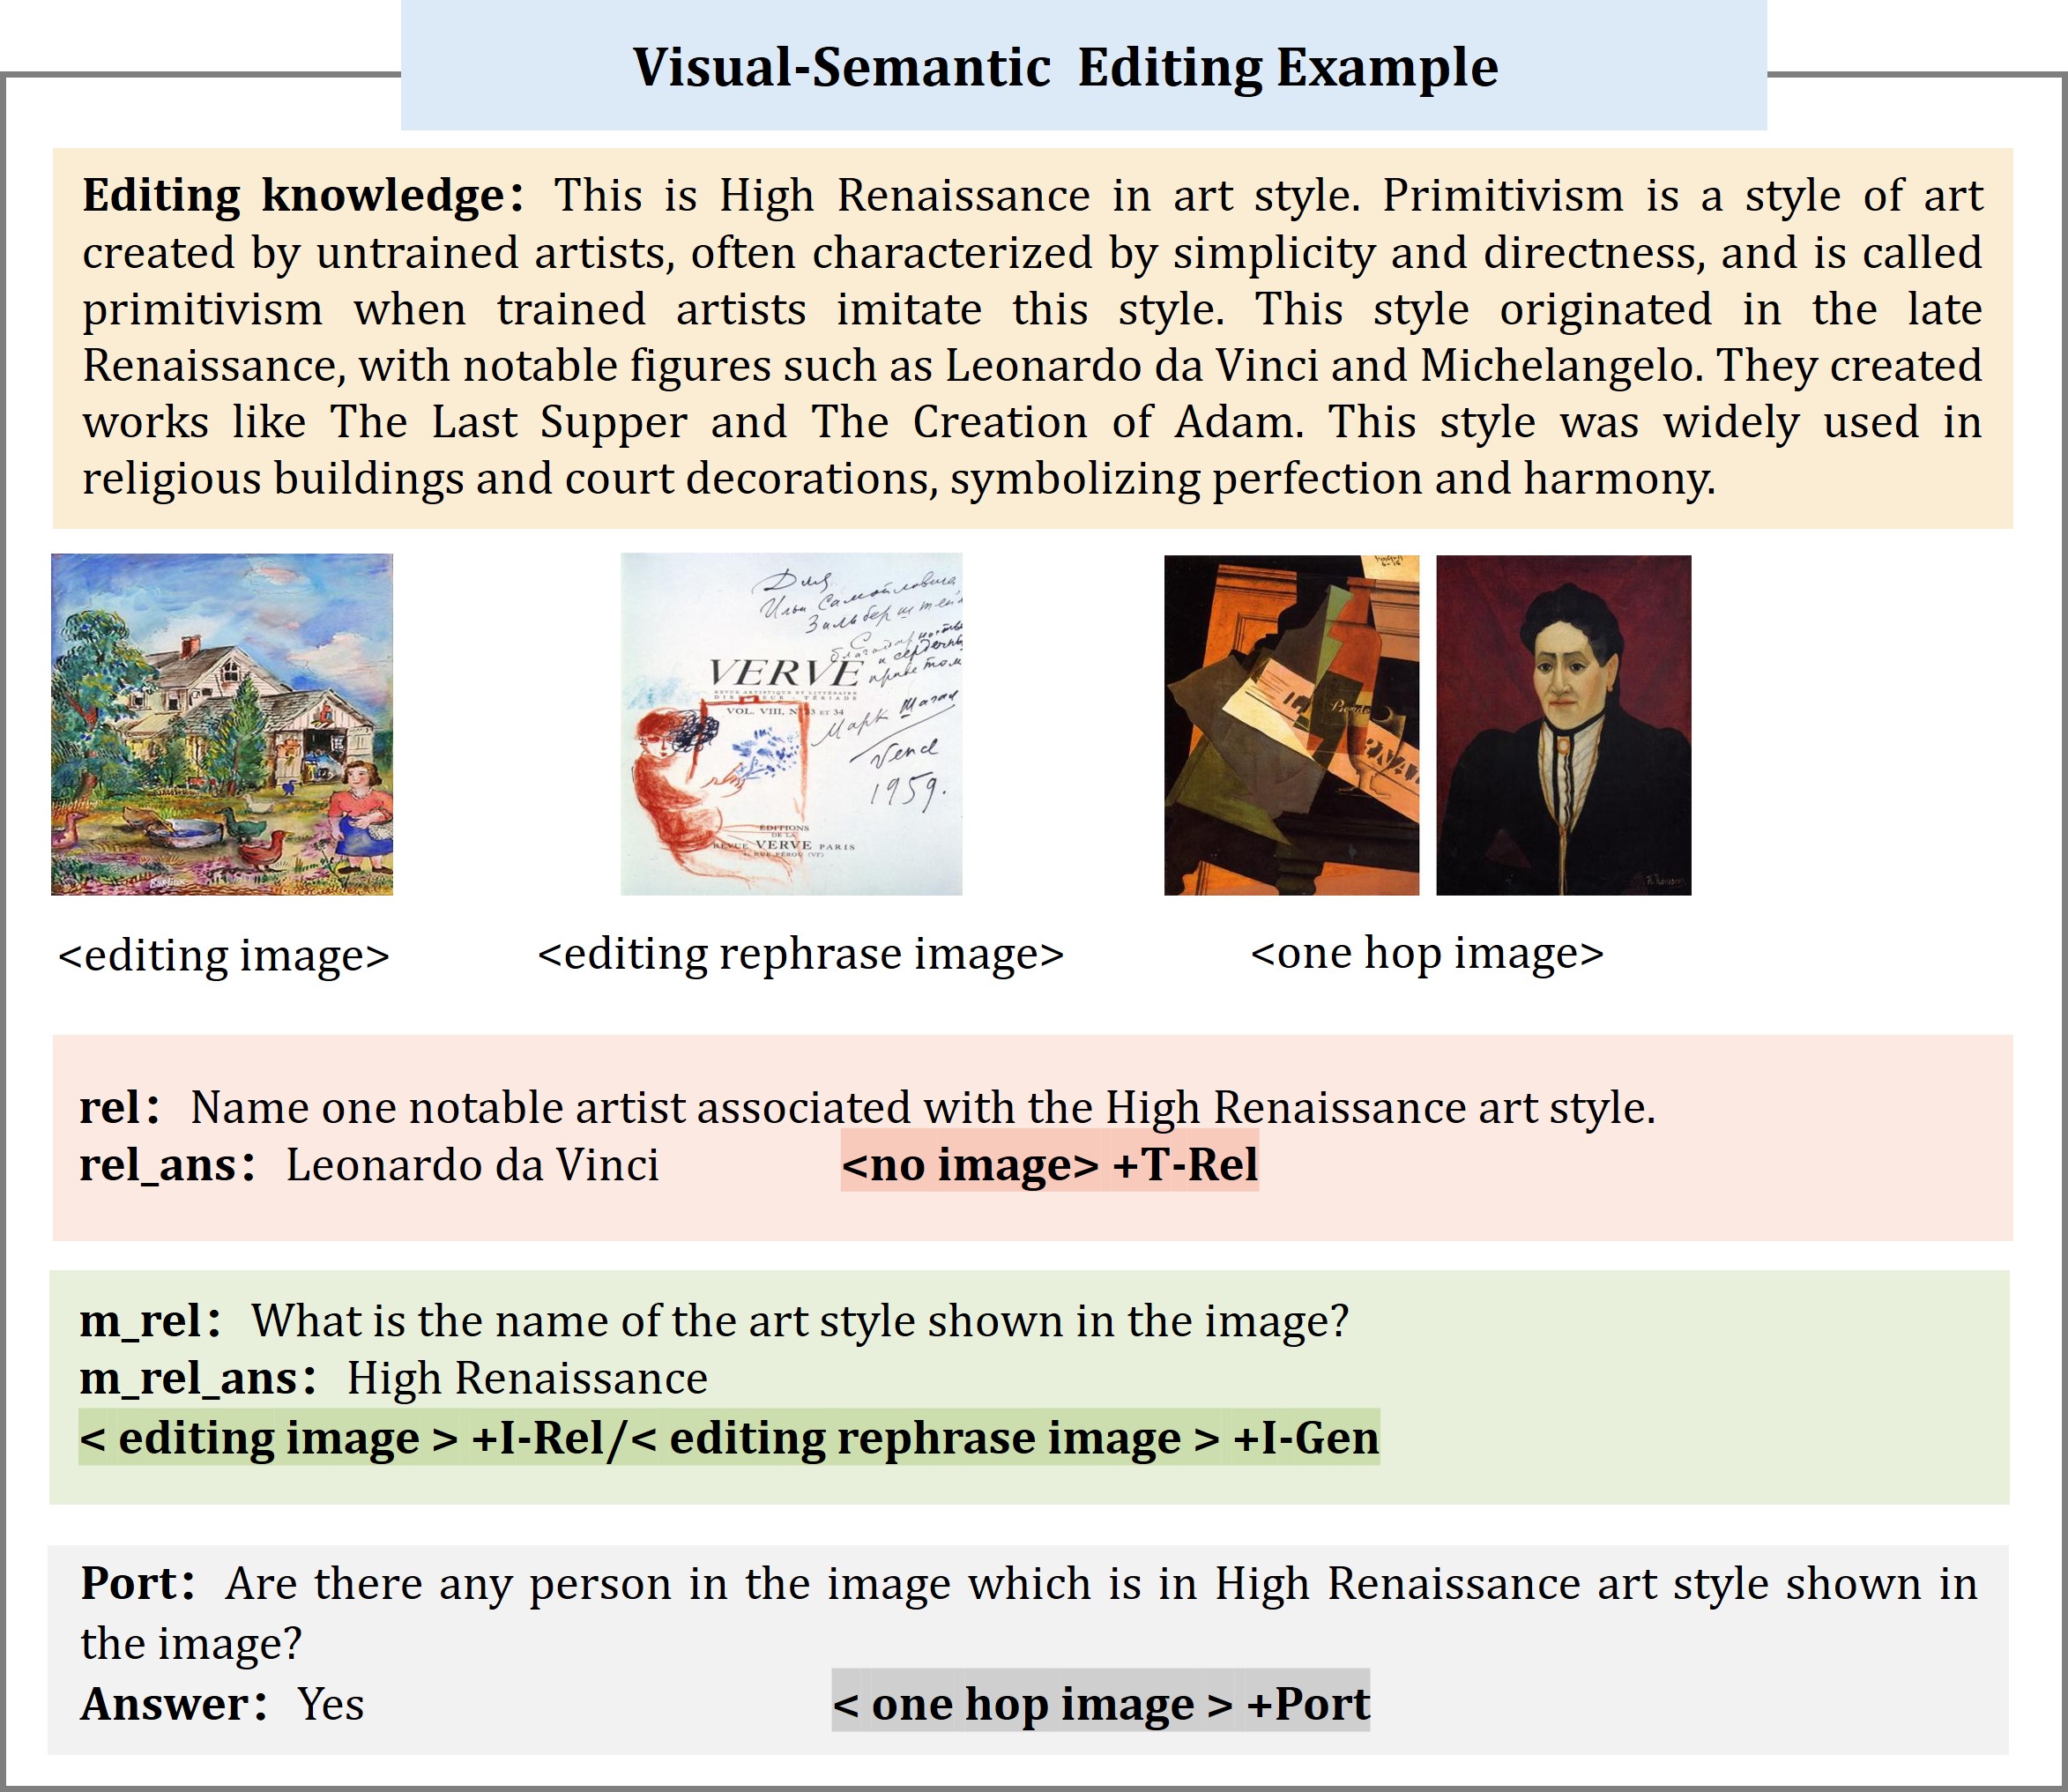 Visual-Semantic Editing Example
Editing knowledge: This is High Renaissance in art style. Primitivism is a style of art
created by untrained artists, often characterized by simplicity and directness, and is called
primitivism when trained artists imitate this style. This style originated in the late
Renaissance, with notable figures such as Leonardo da Vinci and Michelangelo. They created
works like The Last Supper and The Creation of Adam. This style was widely used in
religious buildings and court decorations, symbolizing perfection and harmony.
Для
Ильи Самойловича
Зильберштейн
С
благодарностью
и сердечны
приветом
VERVE
REVUE ARTISTIQUE ET LITTÉRAIRE
DIRECTEUR - TÉRIADE
VOL. VIII, N° 33 ET 34
Марк Шагал
Vence
1959.
ÉDITIONS
DE LA
REVUE VERVE PARIS
<editing image>
<editing rephrase image>
<one hop image>
rel: Name one notable artist associated with the High Renaissance art style.
rel_ans: Leonardo da Vinci <no image> +T-Rel
m_rel: What is the name of the art style shown in the image?
m_rel_ans: High Renaissance
< editing image > +I-Rel/< editing rephrase image > +I-Gen
Port: Are there any person in the image which is in High Renaissance art style shown in
the image?
Answer: Yes < one hop image > +Port